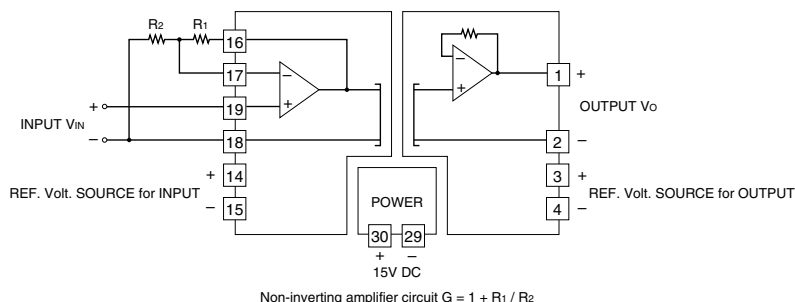 R2 R1
16
17
19
18
+
INPUT VIN
–
+ 14
REF. Volt. SOURCE for INPUT
– 15
–
+
–
+
1 +
OUTPUT VO
2 –
3 +
REF. Volt. SOURCE for OUTPUT
4 –
POWER
30 29
+ –
15V DC
Non-inverting amplifier circuit G = 1 + R1 / R2